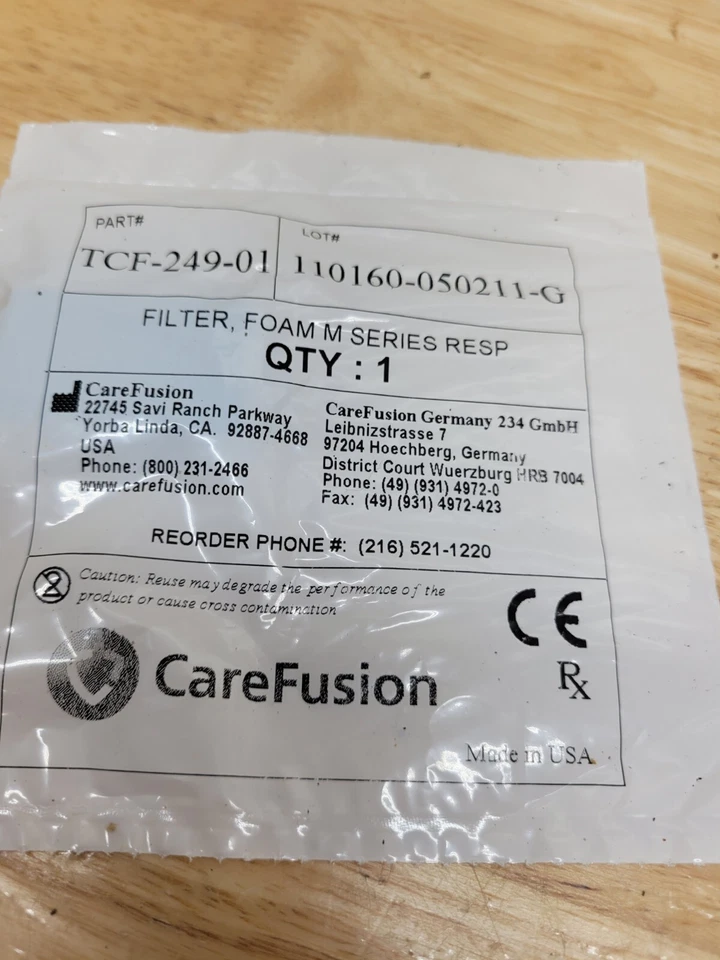 PART#
TCF-249-01
LOT#
110160-050211-G
FILTER, FOAM M SERIES RESP
QTY : 1
CareFusion
22745 Savi Ranch Parkway
Yorba Linda, CA. 92887-4668
USA
Phone: (800) 231-2466
www.carefusion.com
CareFusion Germany 234 GmbH
Leibnizstrasse 7
97204 Hoechberg, Germany
District Court Wuerzburg HRB 7004
Phone: (49) (931) 4972-0
Fax: (49) (931) 4972-423
REORDER PHONE #: (216) 521-1220
Caution: Reuse may degrade the performance of the
product or cause cross contamination
2
CE
CareFusion
Rx
Made in USA